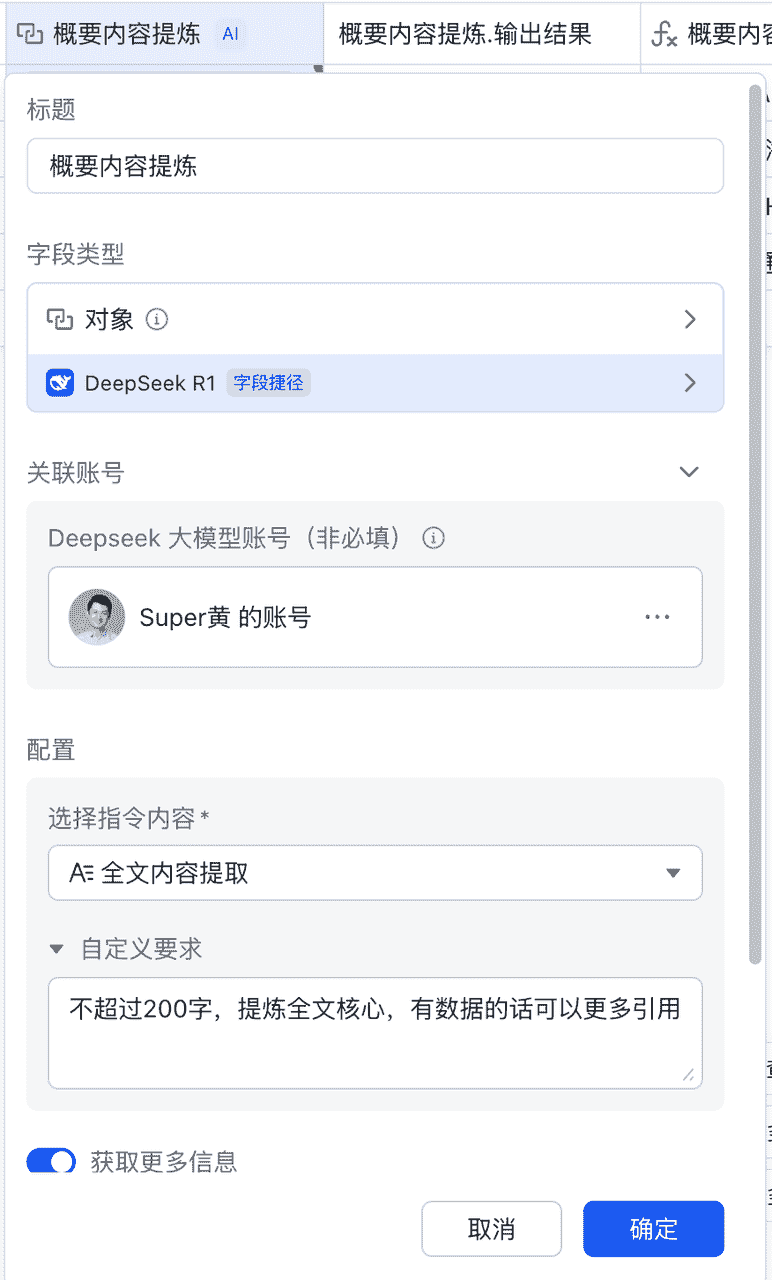 概要内容提炼 AI 概要内容提炼.输出结果 fx 概要内容
标题
概要内容提炼
字段类型
对象
DeepSeek R1 字段捷径
关联账号
Deepseek 大模型账号（非必填）
Super黄 的账号
配置
选择指令内容*
全文内容提取
自定义要求
不超过200字，提炼全文核心，有数据的话可以更多引用
获取更多信息
取消 确定